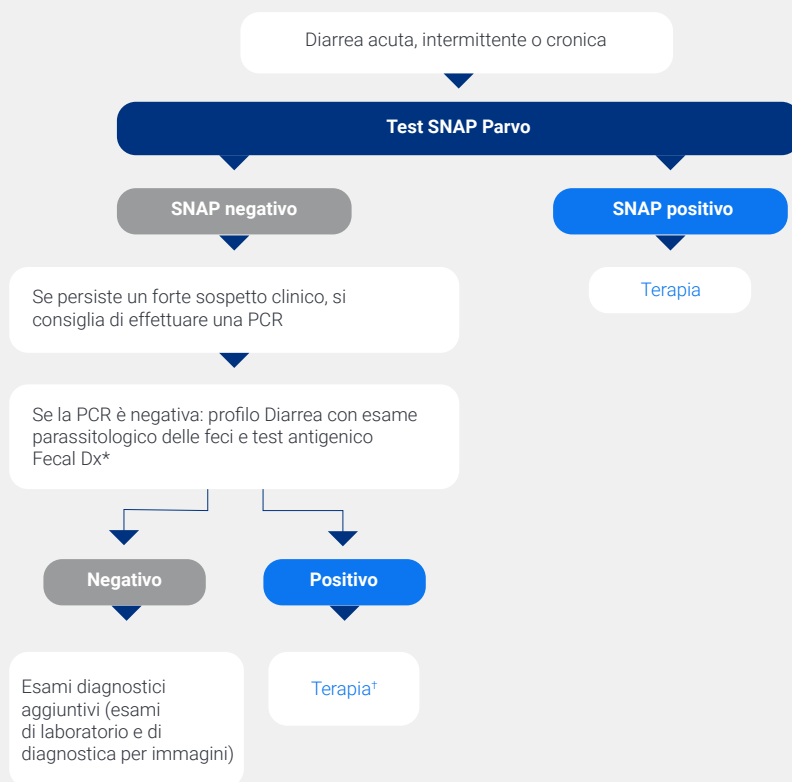 Diarrea acuta, intermittente o cronica
Test SNAP Parvo
SNAP negativo
SNAP positivo
Se persiste un forte sospetto clinico, si
consiglia di effettuare una PCR
Terapia
Se la PCR è negativa: profilo Diarrea con esame
parassitologico delle feci e test antigenico
Fecal Dx*
Negativo
Positivo
Esami diagnostici
aggiuntivi (esami
di laboratorio e di
diagnostica per immagini)
Terapia†